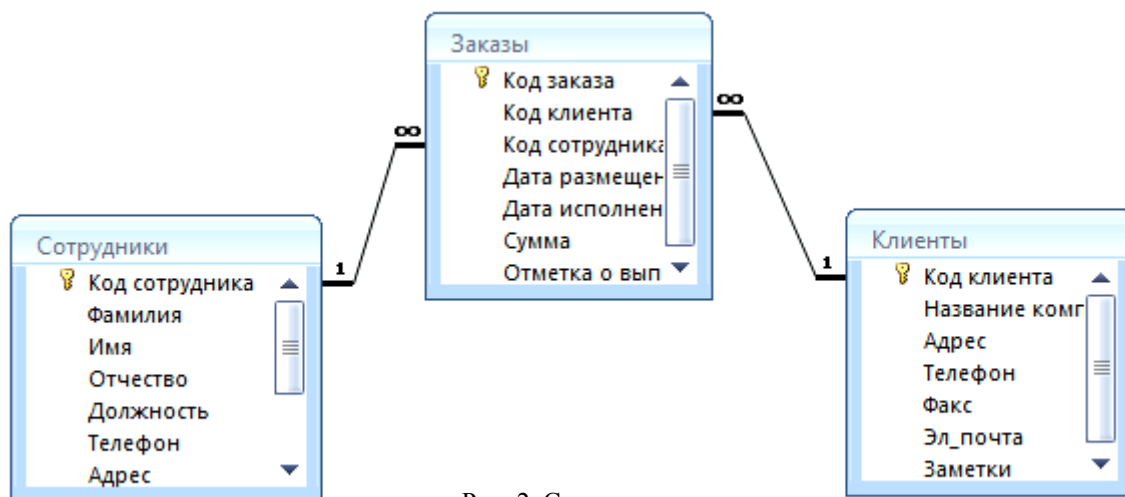 Заказы
Код заказа
Код клиента
Код сотрудника
Дата размещен
Дата исполнен
Сумма
Отметка о вып
∞
∞
Сотрудники
Код сотрудника
Фамилия
Имя
Отчество
Должность
Телефон
Адрес
1
1
Клиенты
Код клиента
Название комп
Адрес
Телефон
Факс
Эл_почта
Заметки